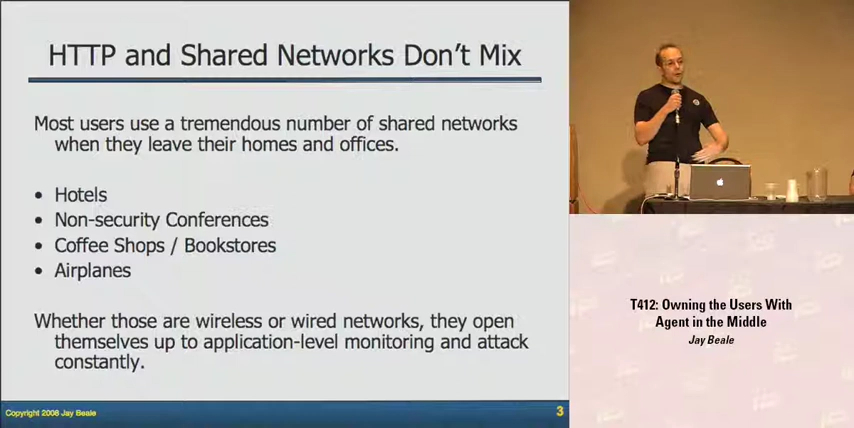 HTTP and Shared Networks Don't Mix
Most users use a tremendous number of shared networks
when they leave their homes and offices.
• Hotels
• Non-security Conferences
• Coffee Shops / Bookstores
• Airplanes
Whether those are wireless or wired networks, they open
themselves up to application-level monitoring and attack
constantly.
Copyright 2008 Jay Beale
3
T412: Owning the Users With
Agent in the Middle
Jay Beale